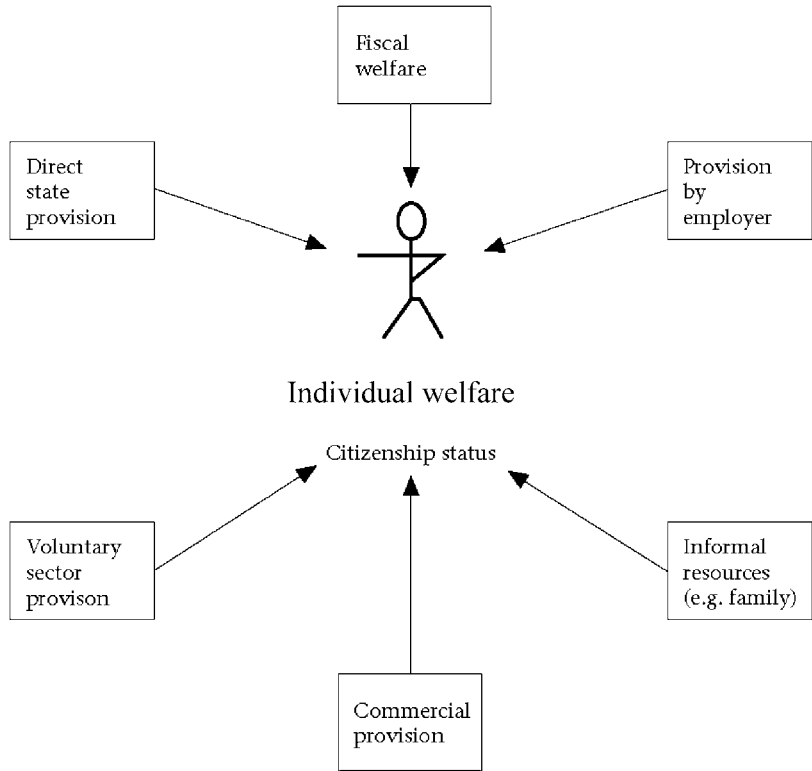 Fiscal
welfare
Direct
state
provision
Provision
by
employer
Individual welfare
Citizenship status
Voluntary
sector
provison
Informal
resources
(e.g. family)
Commercial
provision